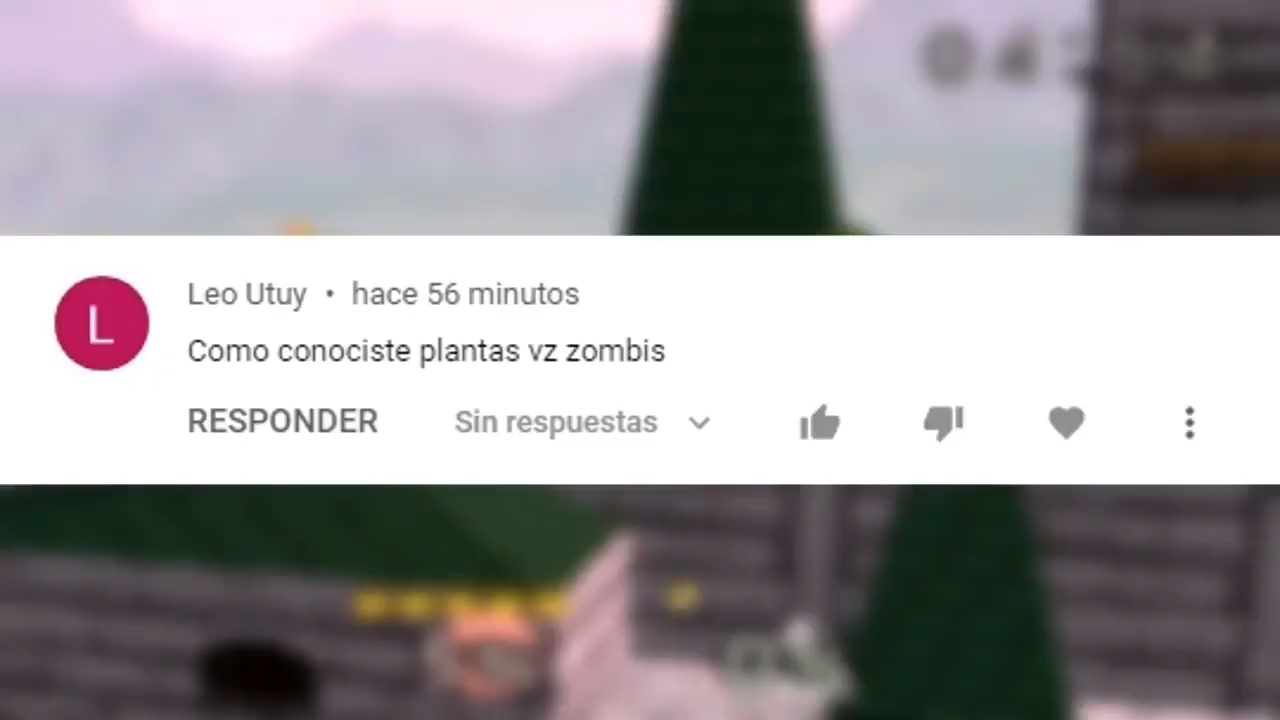 Leo Utuy • hace 56 minutos
Como conociste plantas vz zombis
RESPONDER Sin respuestas
L